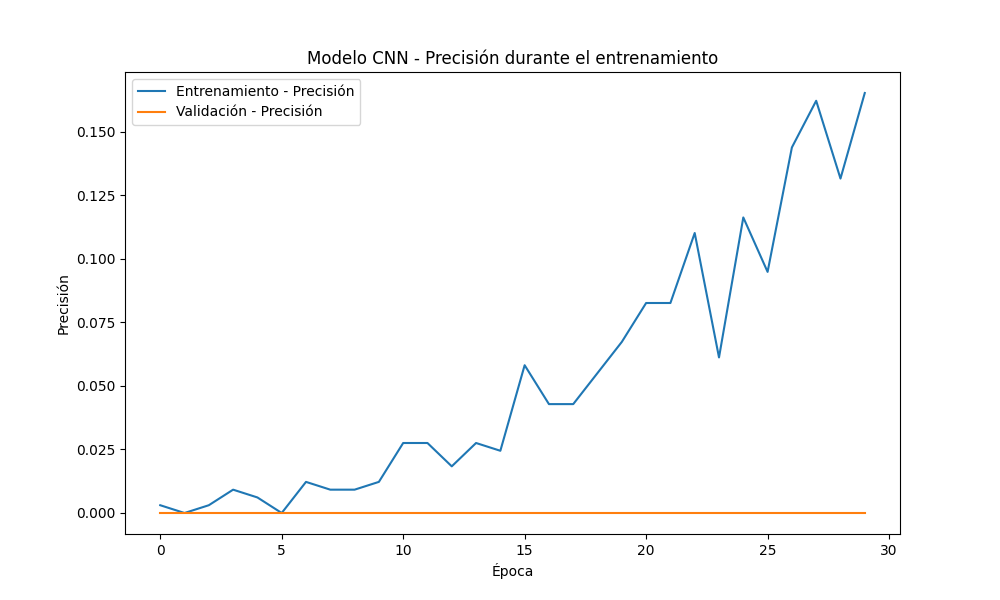 Modelo CNN - Precisión durante el entrenamiento
Entrenamiento - Precisión
Validación - Precisión
Precisión
0.150
0.125
0.100
0.075
0.050
0.025
0.000
0 5 10 15 20 25 30
Época